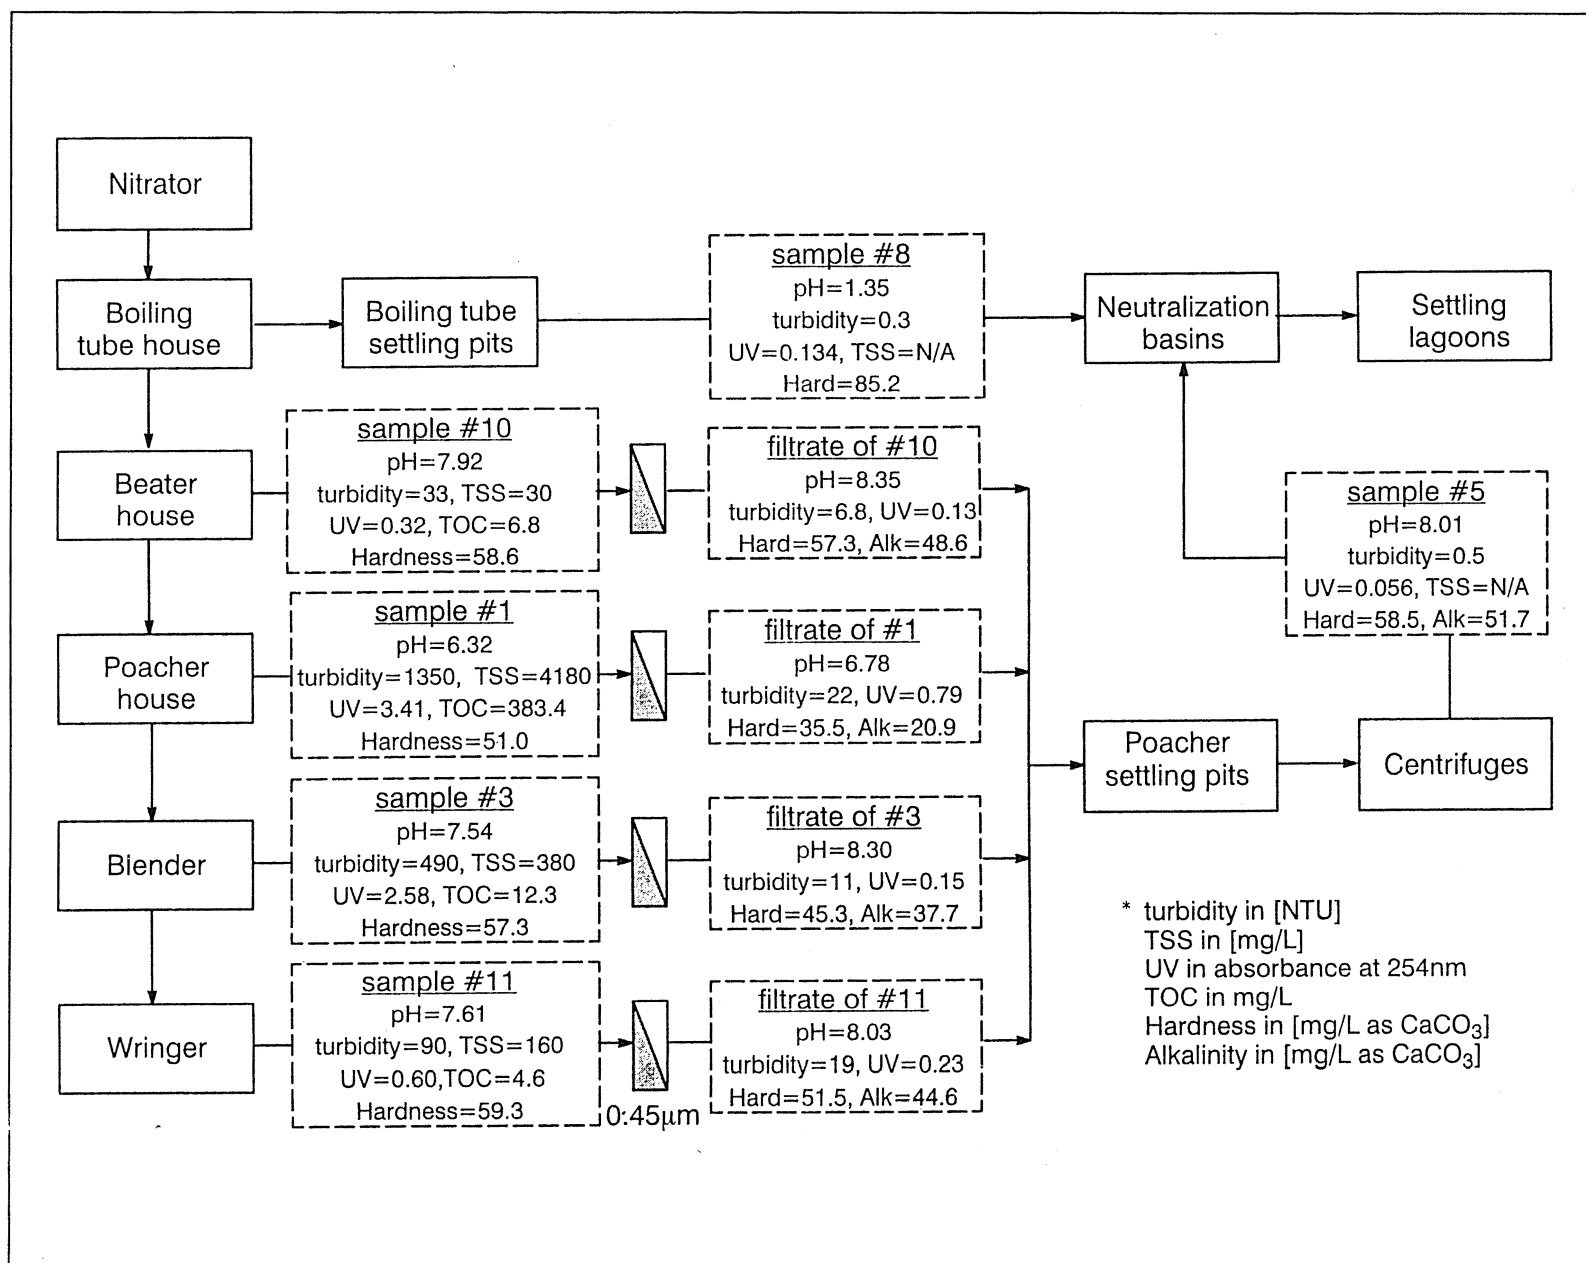 Nitrator
Boiling
tube house
Boiling tube
settling pits
sample #8
pH=1.35
turbidity=0.3
UV=0.134, TSS=N/A
Hard=85.2
Neutralization
basins
Settling
lagoons
Beater
house
sample #10
pH=7.92
turbidity=33, TSS=30
UV=0.32, TOC=6.8
Hardness=58.6
filtrate of #10
pH=8.35
turbidity=6.8, UV=0.13
Hard=57.3, Alk=48.6
sample #5
pH=8.01
turbidity=0.5
UV=0.056, TSS=N/A
Hard=58.5, Alk=51.7
Poacher
house
sample #1
pH=6.32
turbidity=1350, TSS=4180
UV=3.41, TOC=383.4
Hardness=51.0
filtrate of #1
pH=6.78
turbidity=22, UV=0.79
Hard=35.5, Alk=20.9
Poacher
settling pits
Centrifuges
Blender
sample #3
pH=7.54
turbidity=490, TSS=380
UV=2.58, TOC=12.3
Hardness=57.3
filtrate of #3
pH=8.30
turbidity=11, UV=0.15
Hard=45.3, Alk=37.7
Wringer
sample #11
pH=7.61
turbidity=90, TSS=160
UV=0.60,TOC=4.6
Hardness=59.3
0:45μm
filtrate of #11
pH=8.03
turbidity=19, UV=0.23
Hard=51.5, Alk=44.6
* turbidity in [NTU]
TSS in [mg/L]
UV in absorbance at 254nm
TOC in mg/L
Hardness in [mg/L as CaCO₃]
Alkalinity in [mg/L as CaCO₃]